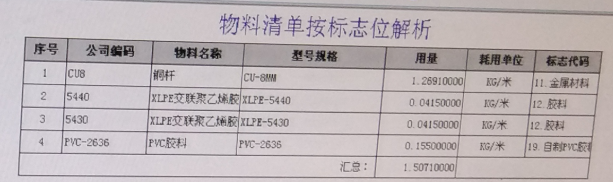 物料清单按标志位解析
序号 公司编码 物料名称 型号规格 用量 耗用单位 标志代码
1 CU8 铜杆 CU-8MM 1.26910000 KG/米 11.金属材料
2 5440 XLPE交联聚乙烯胶 XLPE-5440 0.04150000 KG/米 12.胶料
3 5430 XLPE交联聚乙烯胶 XLPE-5430 0.04150000 KG/米 12.胶料
4 PVC-2636 PVC胶料 PVC-2636 0.15500000 KG/米 19.自制PVC胶料
汇总: 1.50710000